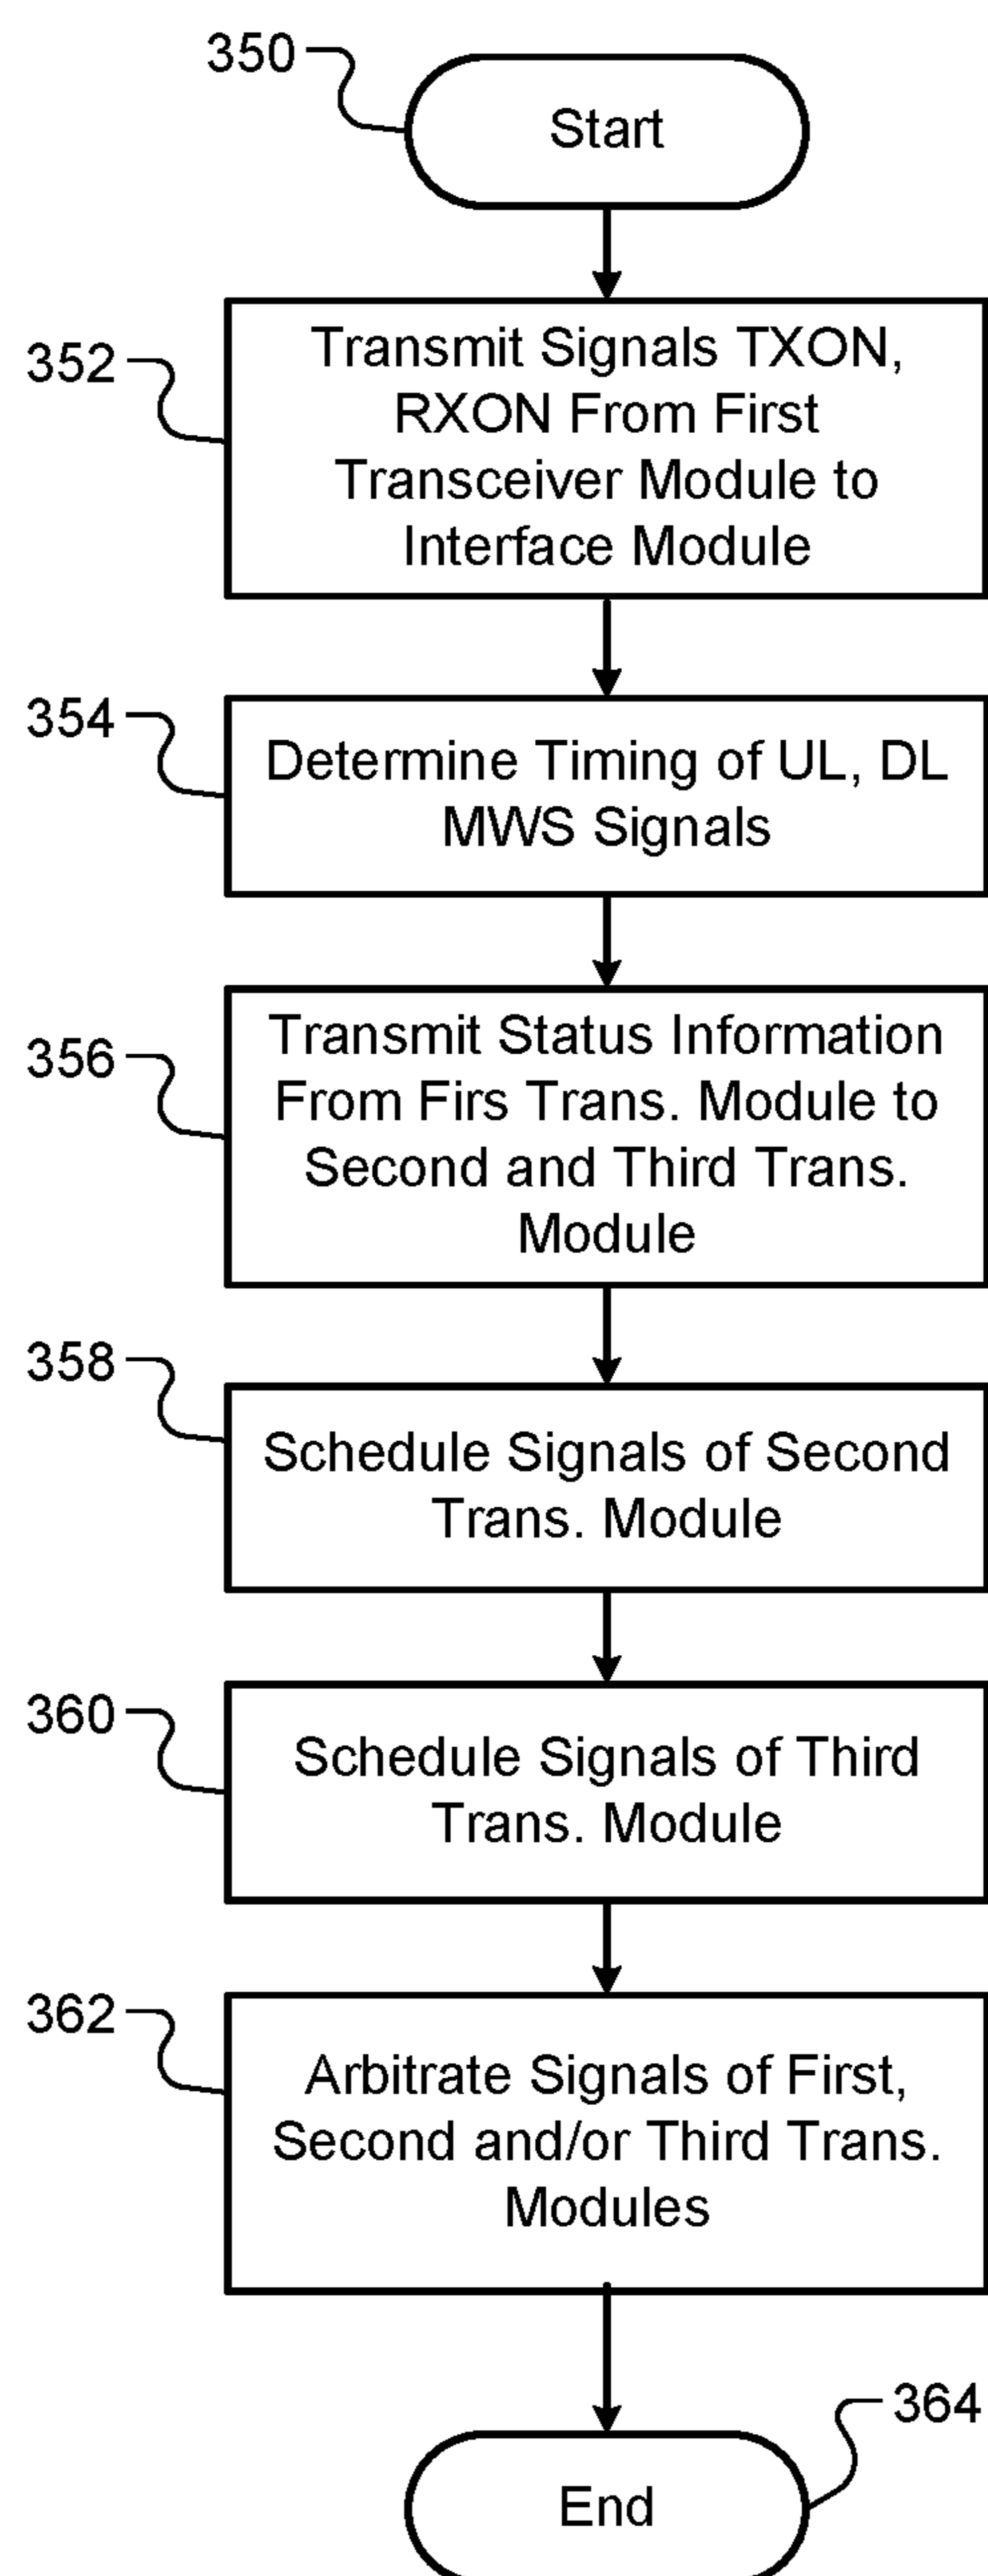 350
Start
352
Transmit Signals TXON,
RXON From First
Transceiver Module to
Interface Module
354
Determine Timing of UL, DL
MWS Signals
356
Transmit Status Information
From Firs Trans. Module to
Second and Third Trans.
Module
358
Schedule Signals of Second
Trans. Module
360
Schedule Signals of Third
Trans. Module
362
Arbitrate Signals of First,
Second and/or Third Trans.
Modules
364
End